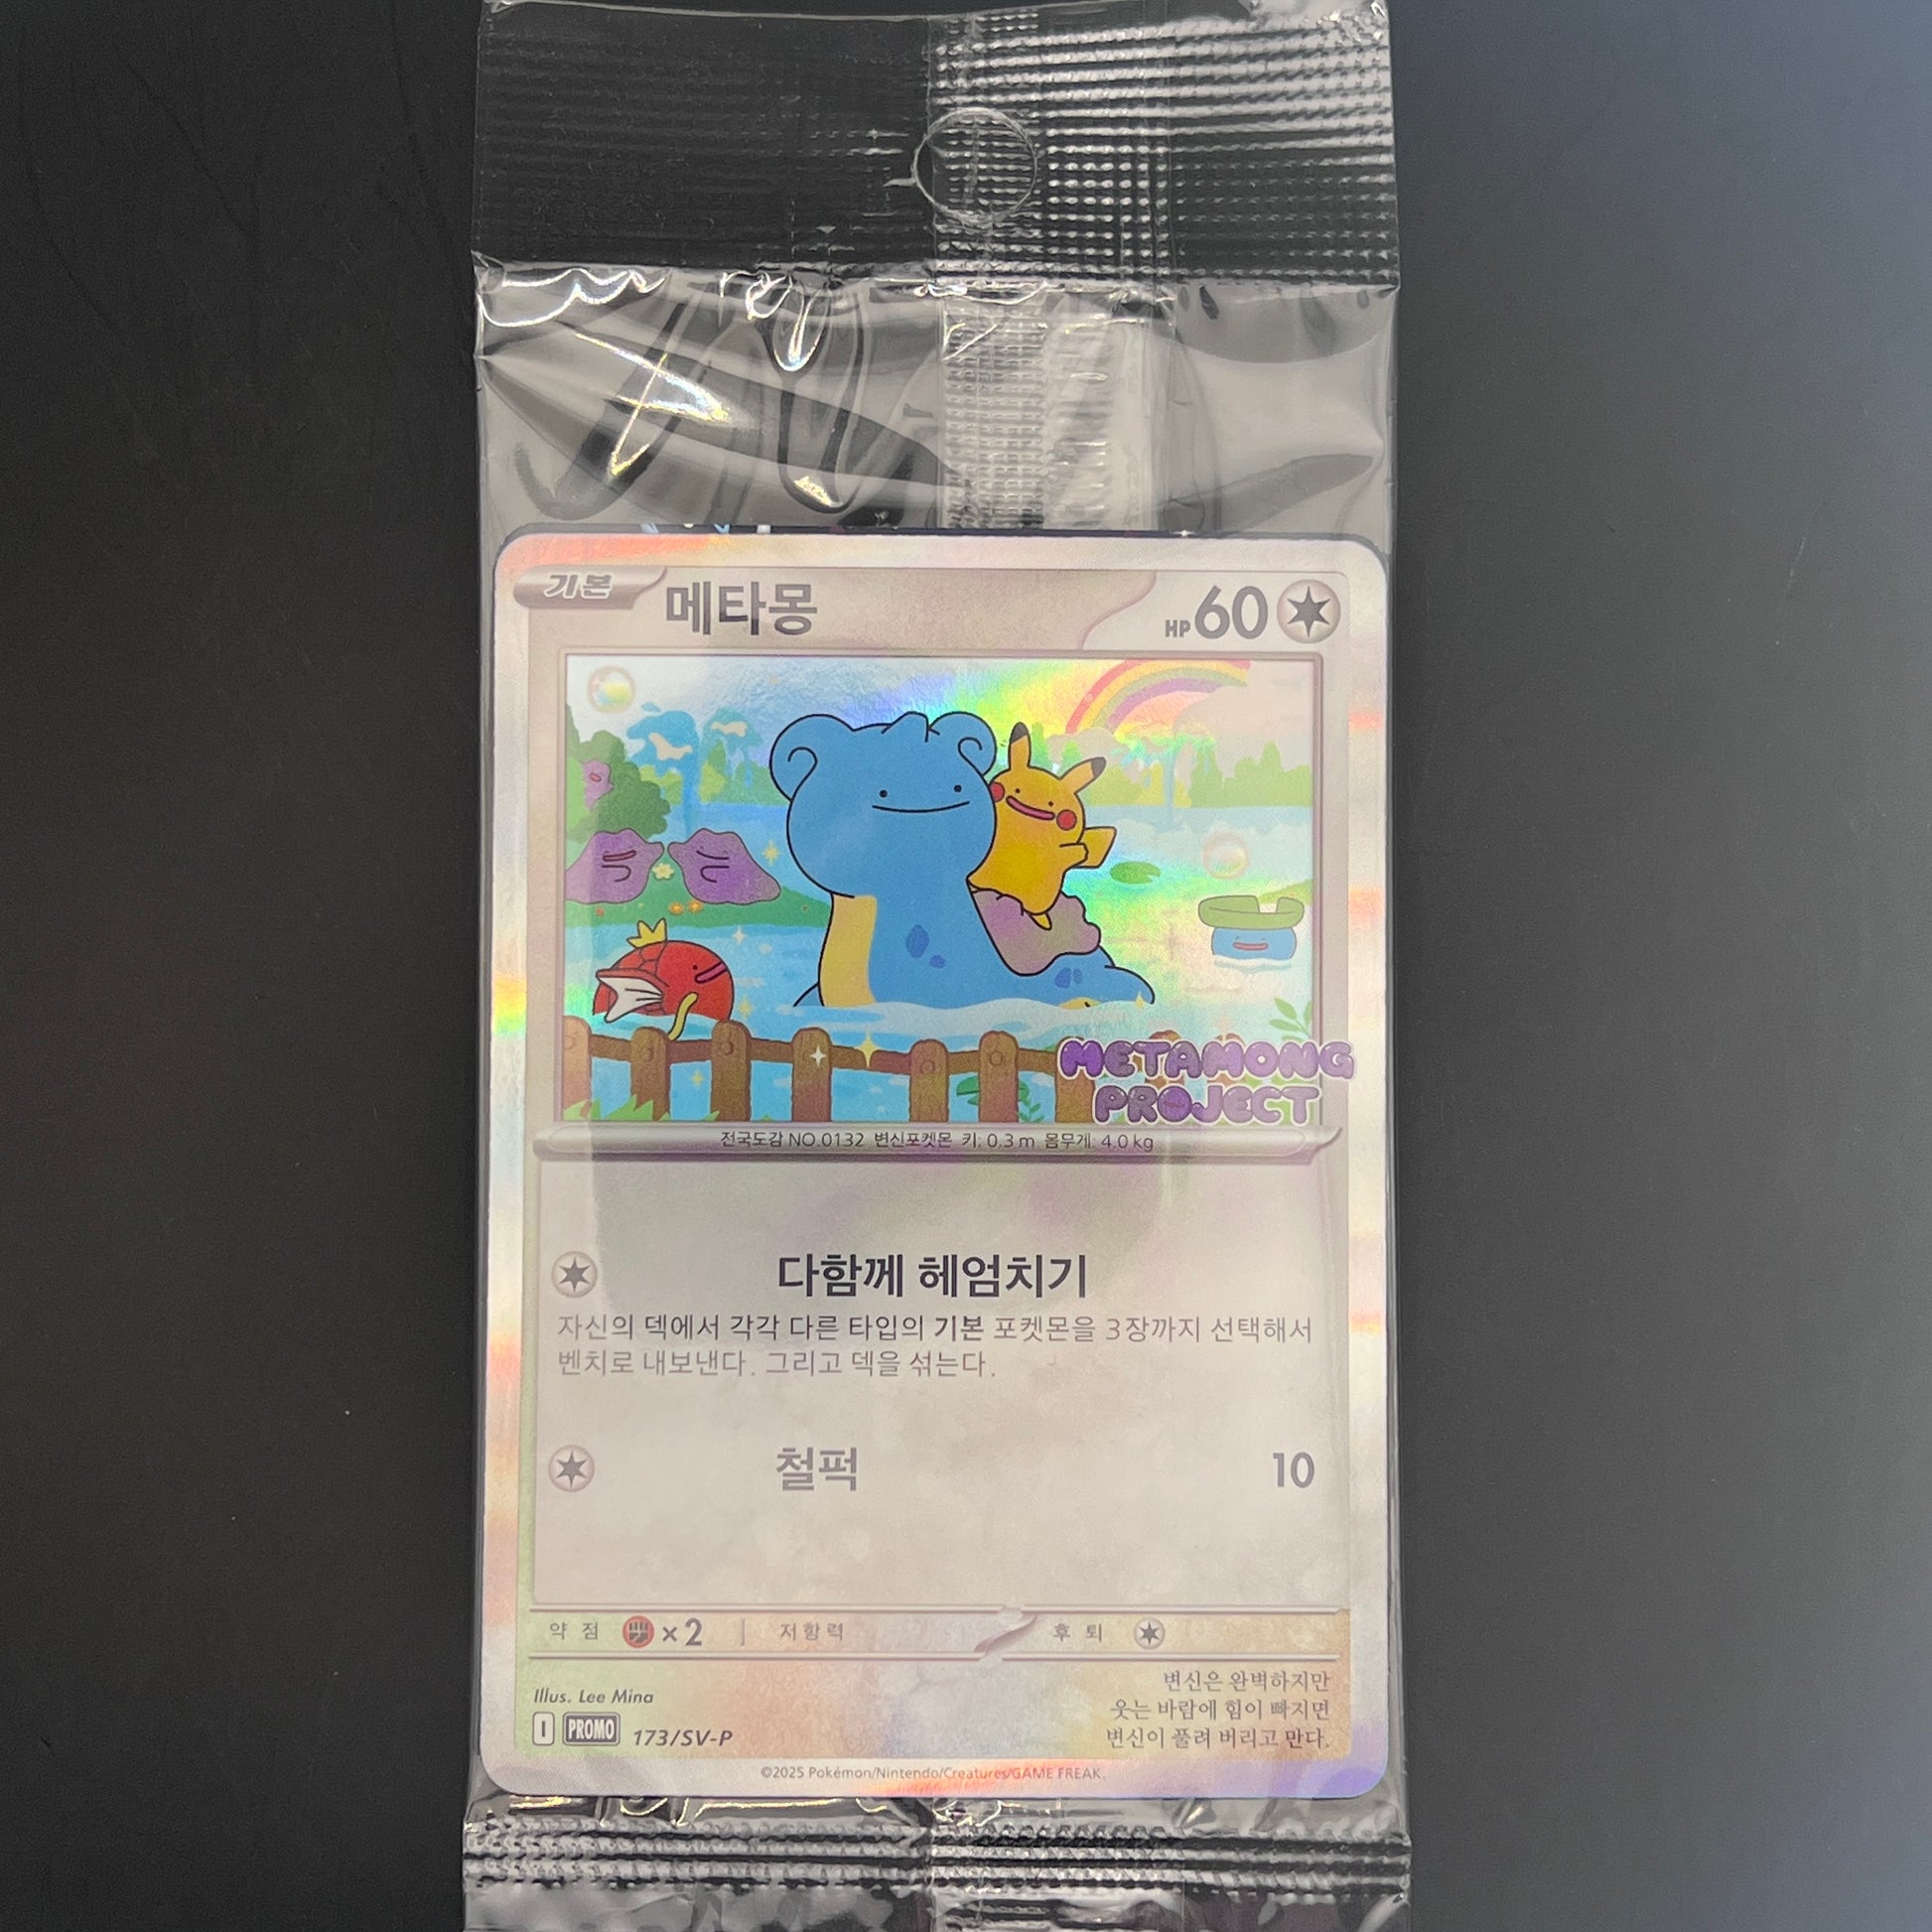 기본 메타몽 HP 60
METAMONG
PROJECT
전국도감 NO.0132 변신포켓몬 키: 0.3 m 몸무게: 4.0 kg
다함께 헤엄치기
자신의 덱에서 각각 다른 타입의 기본 포켓몬을 3장까지 선택해서
벤치로 내보낸다. 그리고 덱을 섞는다.
철퍽 10
약점 ×2 저항력 후퇴
Illus. Lee Mina
I PROMO 173/SV-P
변신은 완벽하지만
웃는 바람에 힘이 빠지면
변신이 풀려 버리고 만다.
©2025 Pokémon/Nintendo/Creatures/GAME FREAK.